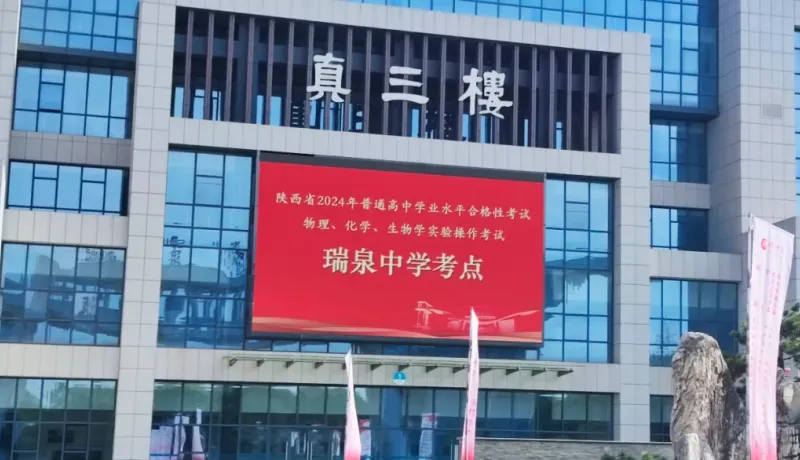 真三樓
陕西省2024年普通高中学业水平合格性考试
物理、化学、生物学实验操作考试
瑞泉中学考点